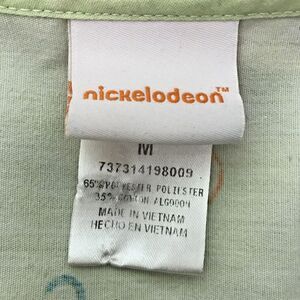 nickelodeon™
M
737314198009
65% POLYESTER POLIESTER
35% COTTON ALGODON
MADE IN VIETNAM
HECHO EN VIETNAM